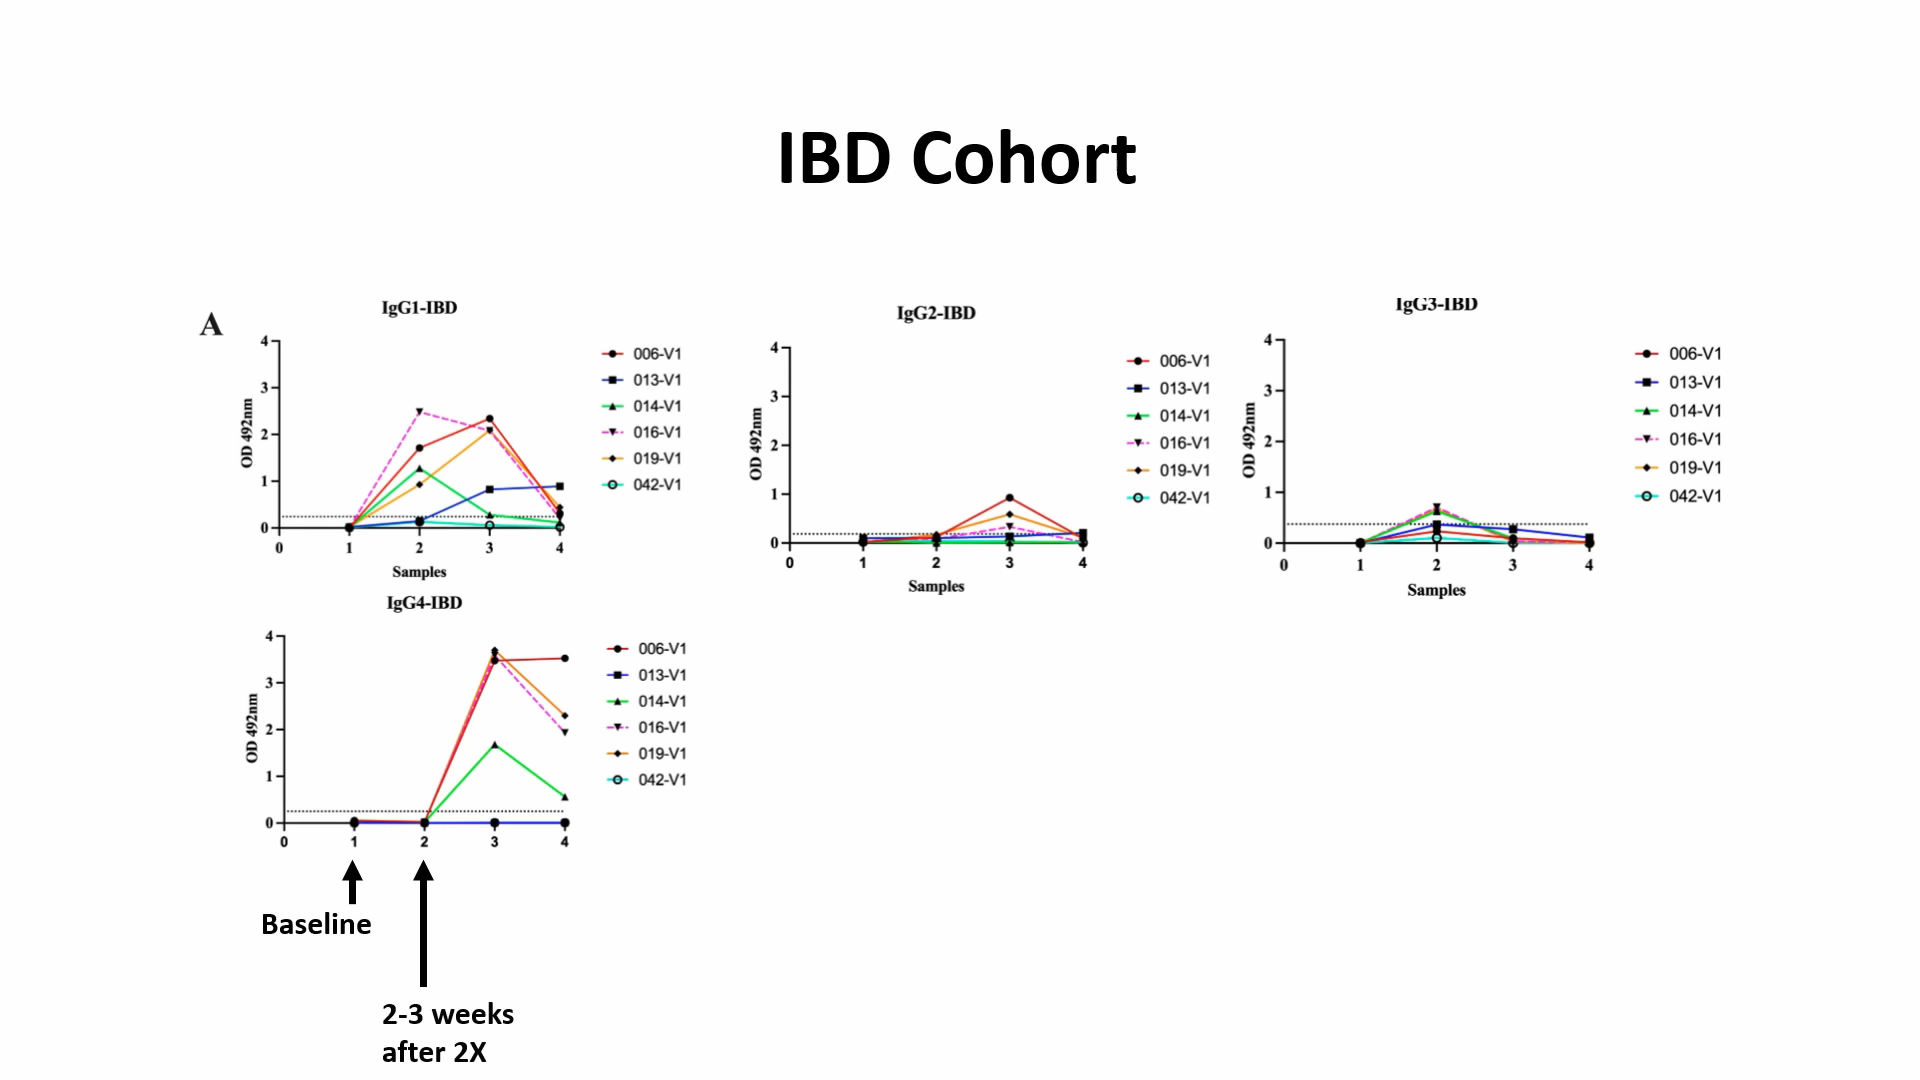 IBD Cohort
A
IgG1-IBD
OD 492nm
4
3
2
1
0
0 1 2 3 4
Samples
006-V1
013-V1
014-V1
016-V1
019-V1
042-V1
IgG2-IBD
OD 492nm
4
3
2
1
0
0 1 2 3 4
Samples
006-V1
013-V1
014-V1
016-V1
019-V1
042-V1
IgG3-IBD
OD 492nm
4
3
2
1
0
0 1 2 3 4
Samples
006-V1
013-V1
014-V1
016-V1
019-V1
042-V1
IgG4-IBD
OD 492nm
4
3
2
1
0
0 1 2 3 4
006-V1
013-V1
014-V1
016-V1
019-V1
042-V1
Baseline
2-3 weeks
after 2X